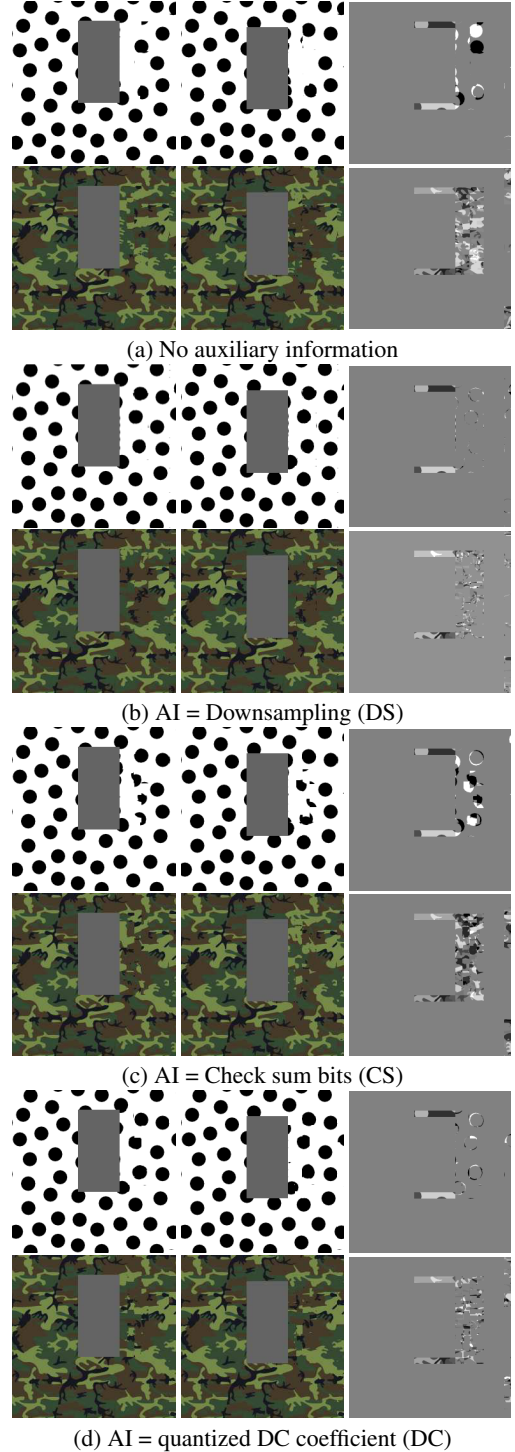 (a) No auxiliary information
(b) AI = Downsampling (DS)
(c) AI = Check sum bits (CS)
(d) AI = quantized DC coefficient (DC)